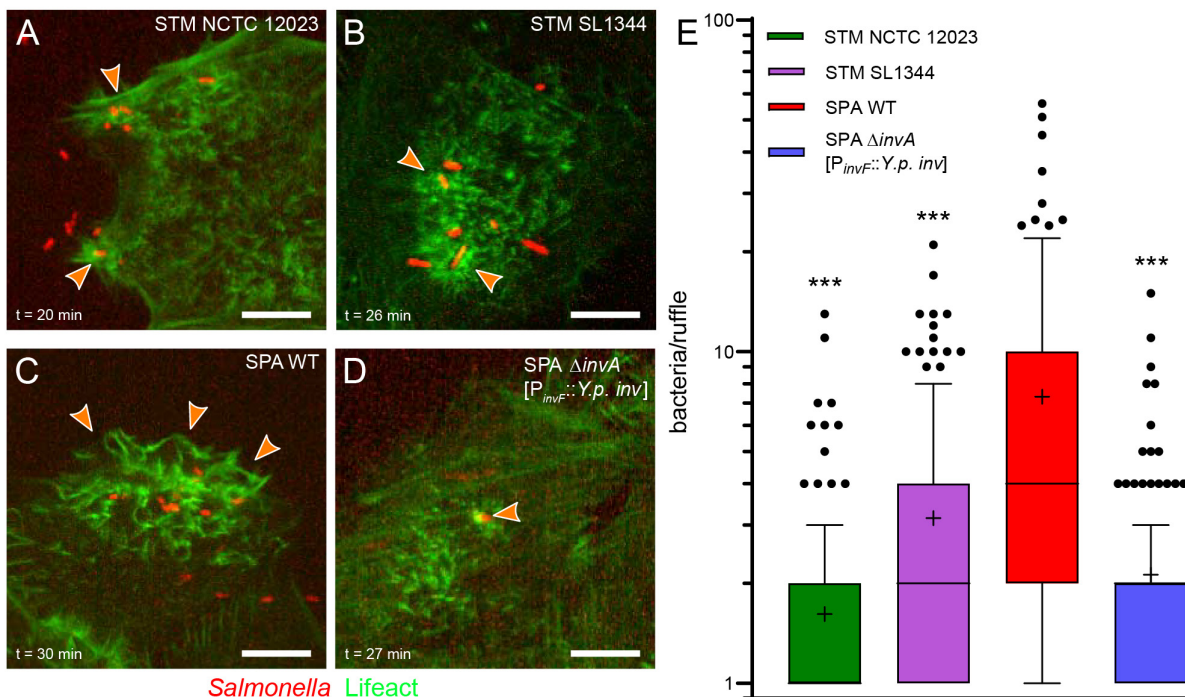 A
STM NCTC 12023
t = 20 min
B
STM SL1344
t = 26 min
C
SPA WT
t = 30 min
D
SPA ΔinvA
[PinvF::Y.p. inv]
t = 27 min
Salmonella Lifeact
E
STM NCTC 12023
STM SL1344
SPA WT
SPA ΔinvA
[PinvF::Y.p. inv]
bacteria/ruffle
100
10
1
***
***
***